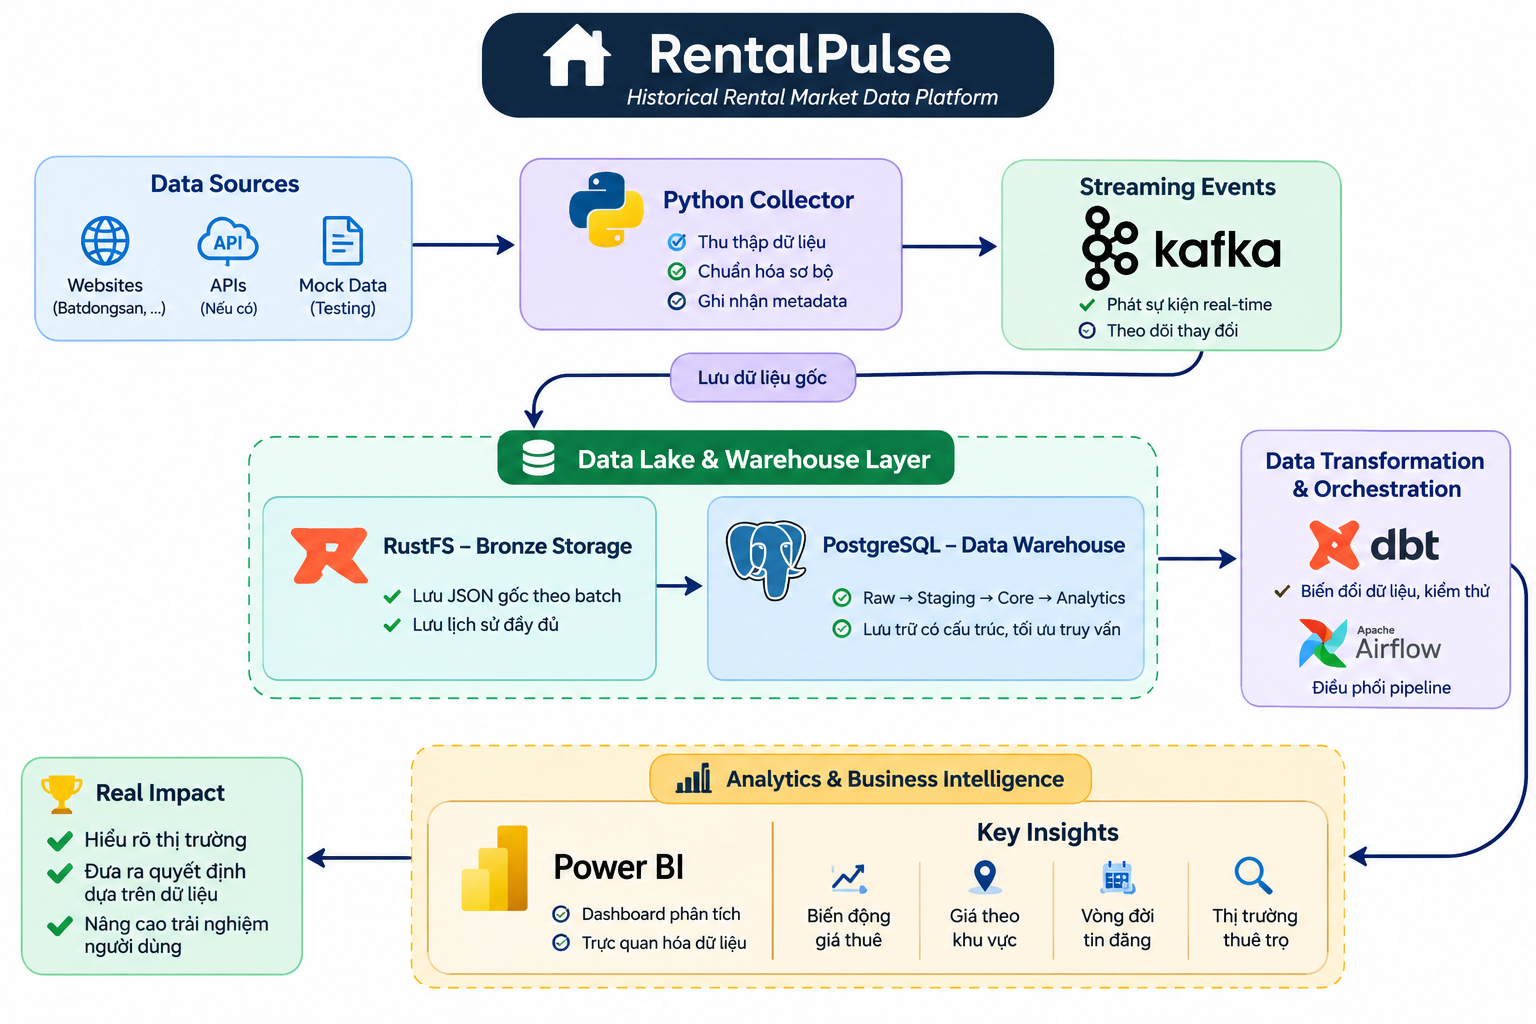 RentalPulse
Historical Rental Market Data Platform
Data Sources
API
Websites
(Batdongsan, ...)
APIs
(Nếu có)
Mock Data
(Testing)
Python Collector
Thu thập dữ liệu
Chuẩn hóa sơ bộ
Ghi nhận metadata
Streaming Events
kafka
Phát sự kiện real-time
Theo dõi thay đổi
Lưu dữ liệu gốc
Data Lake & Warehouse Layer
RustFS – Bronze Storage
Lưu JSON gốc theo batch
Lưu lịch sử đầy đủ
PostgreSQL – Data Warehouse
Raw → Staging → Core → Analytics
Lưu trữ có cấu trúc, tối ưu truy vấn
Data Transformation
& Orchestration
dbt
Biến đổi dữ liệu, kiểm thử
Apache
Airflow
Điều phối pipeline
Real Impact
Hiểu rõ thị trường
Đưa ra quyết định
dựa trên dữ liệu
Nâng cao trải nghiệm
người dùng
Analytics & Business Intelligence
Power BI
Dashboard phân tích
Trực quan hóa dữ liệu
Key Insights
Biến động
giá thuê
Giá theo
khu vực
Vòng đời
tin đăng
Thị trường
thuê trọ